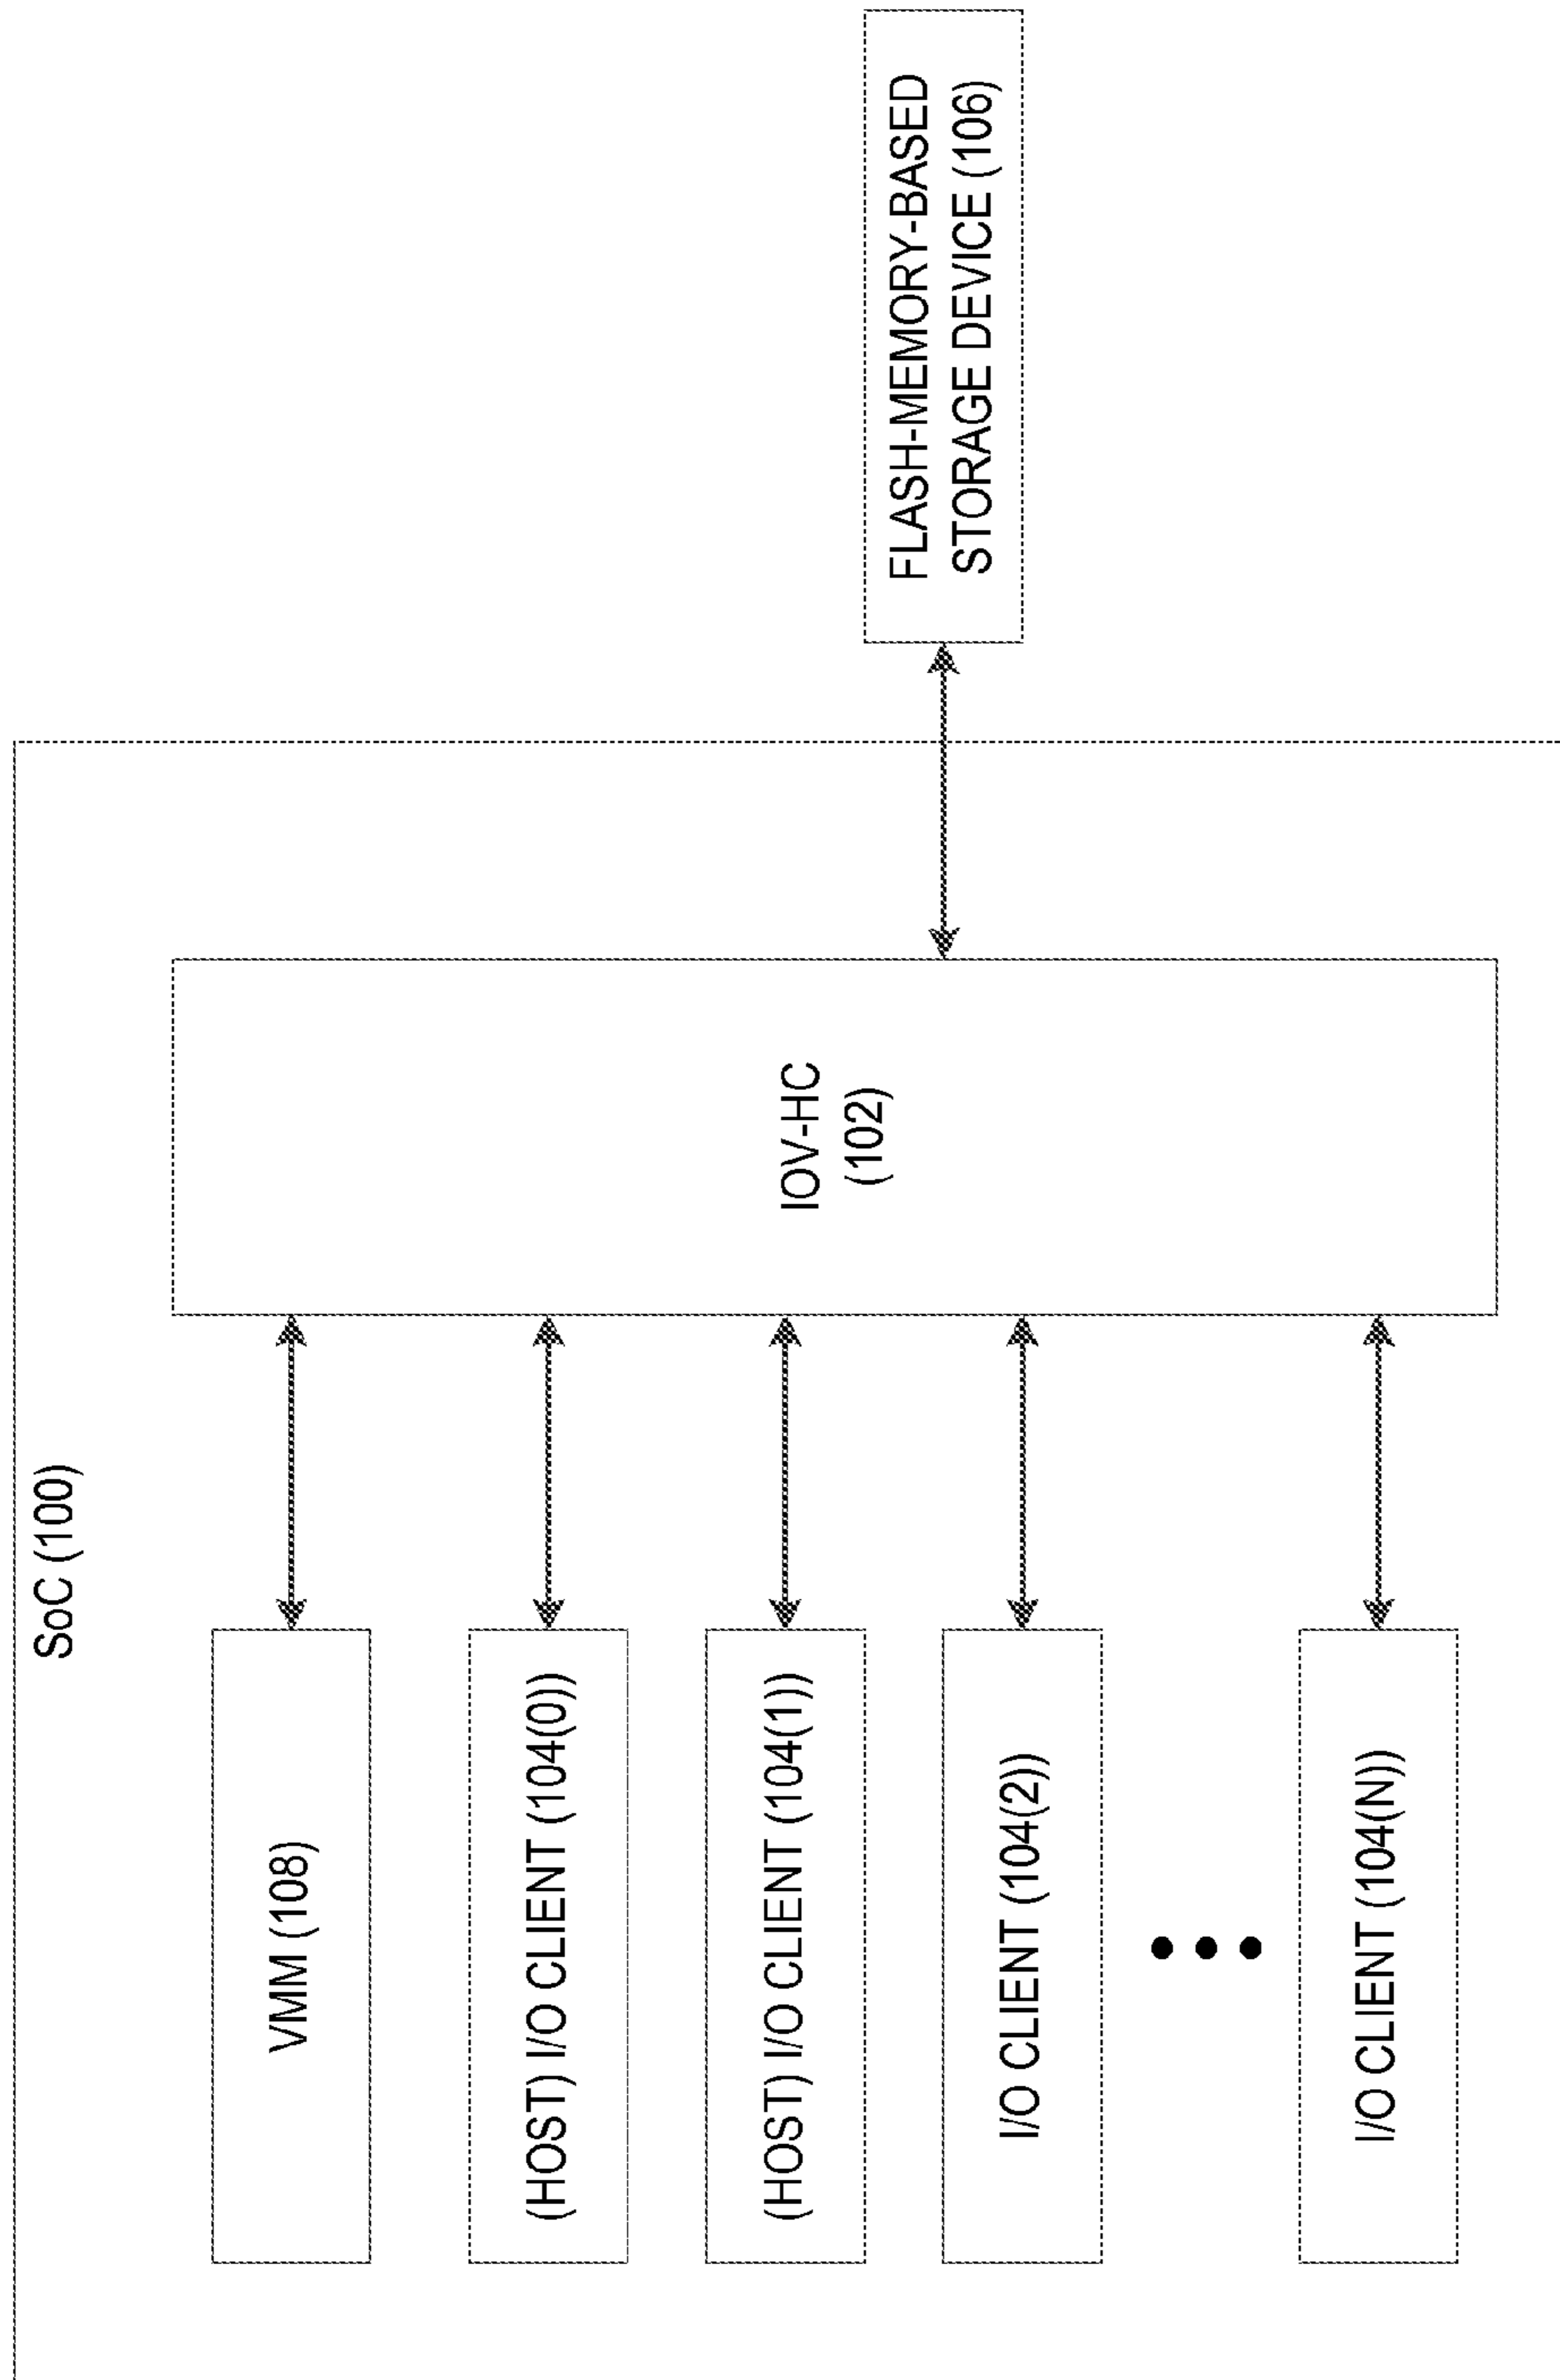 SoC (100)
VMM (108)
(HOST) I/O CLIENT (104(0))
(HOST) I/O CLIENT (104(1))
I/O CLIENT (104(2))
I/O CLIENT (104(N))
IOV-HC
(102)
FLASH-MEMORY-BASED
STORAGE DEVICE (106)